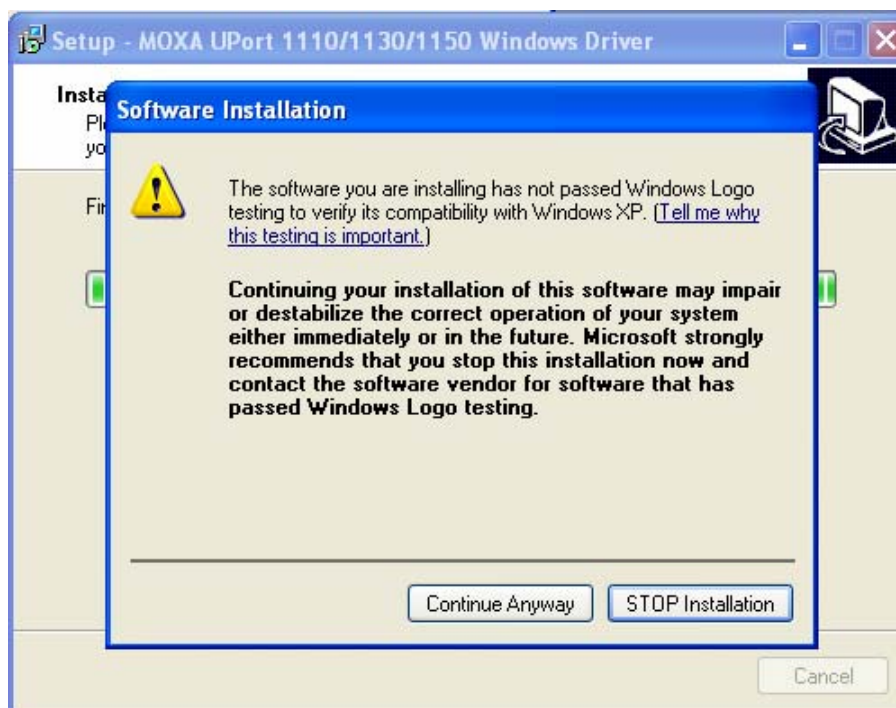 Setup - MOXA UPort 1110/1130/1150 Windows Driver
Insta
Pl
yo
Fir
Software Installation
The software you are installing has not passed Windows Logo
testing to verify its compatibility with Windows XP. (Tell me why
this testing is important.)
Continuing your installation of this software may impair
or destabilize the correct operation of your system
either immediately or in the future. Microsoft strongly
recommends that you stop this installation now and
contact the software vendor for software that has
passed Windows Logo testing.
Continue Anyway
STOP Installation
Cancel